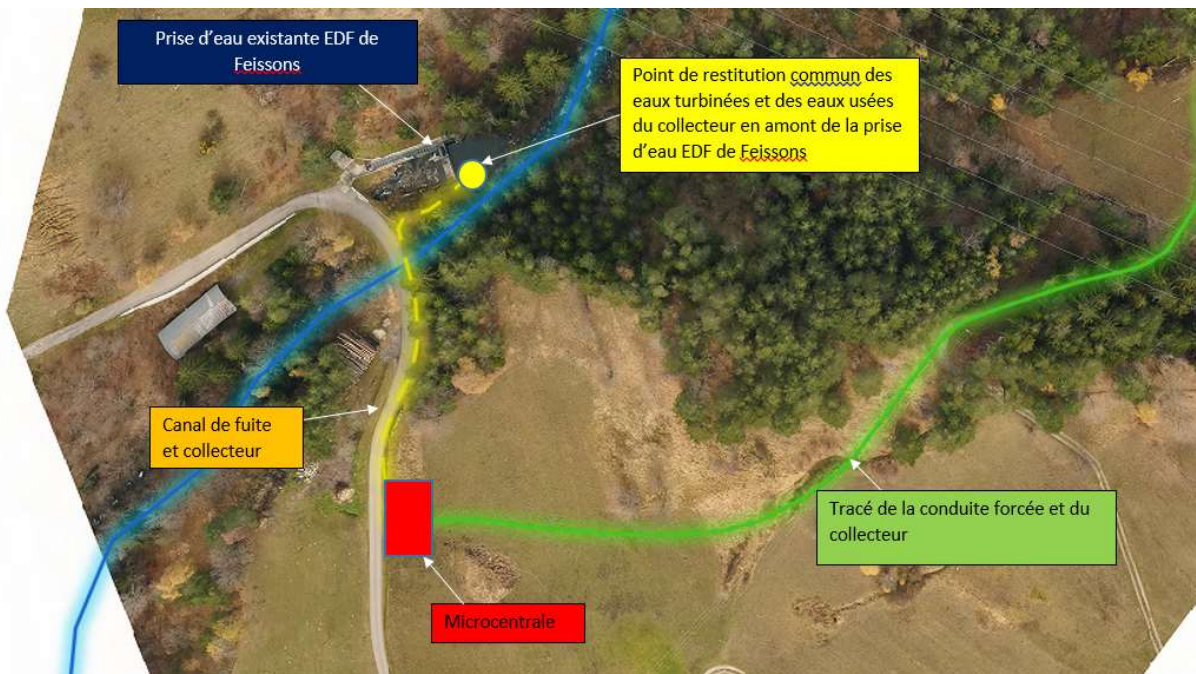 Prise d'eau existante EDF de
Feissons
Point de restitution commun des
eaux turbinées et des eaux usées
du collecteur en amont de la prise
d'eau EDF de Feissons
Canal de fuite
et collecteur
Tracé de la conduite forcée et du
collecteur
Microcentrale